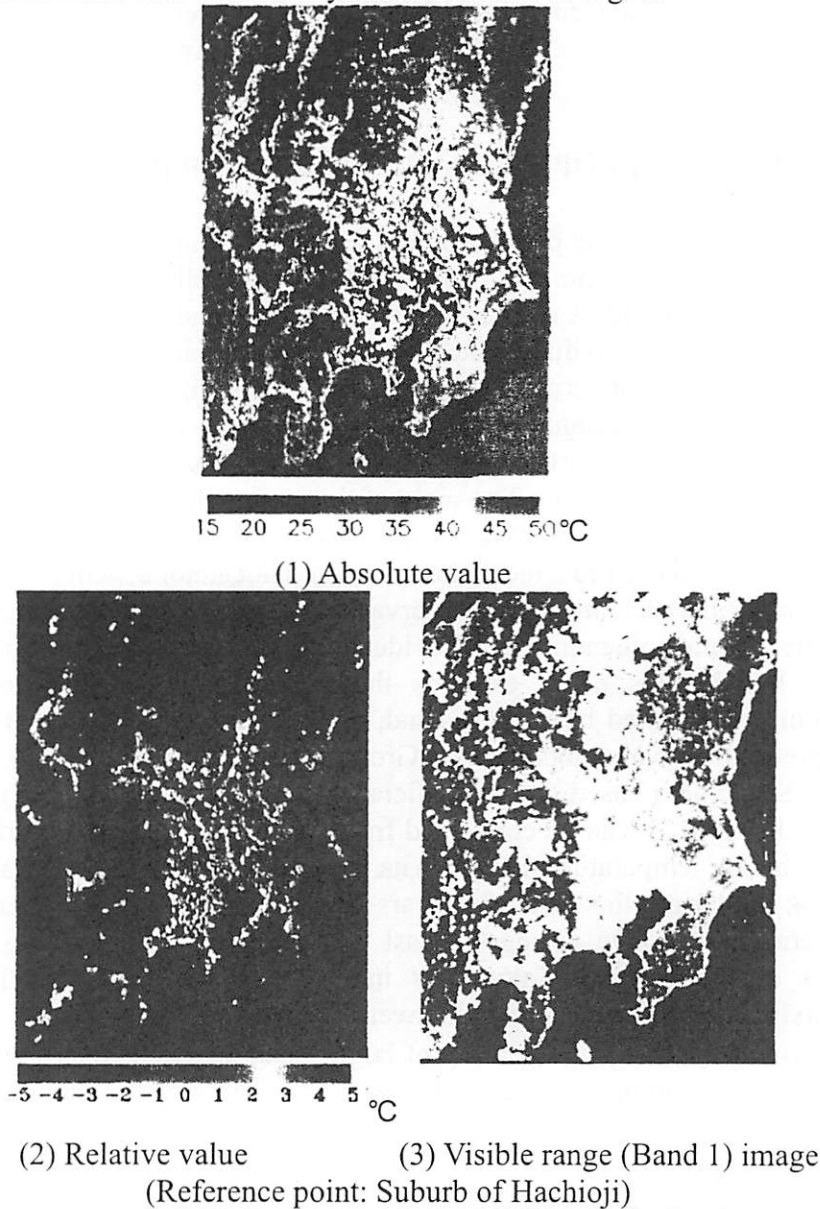 15 20 25 30 35 40 45 50°C
(1) Absolute value
-5 -4 -3 -2 -1 0 1 2 3 4 5 °C
(2) Relative value (3) Visible range (Band 1) image
(Reference point: Suburb of Hachioji)